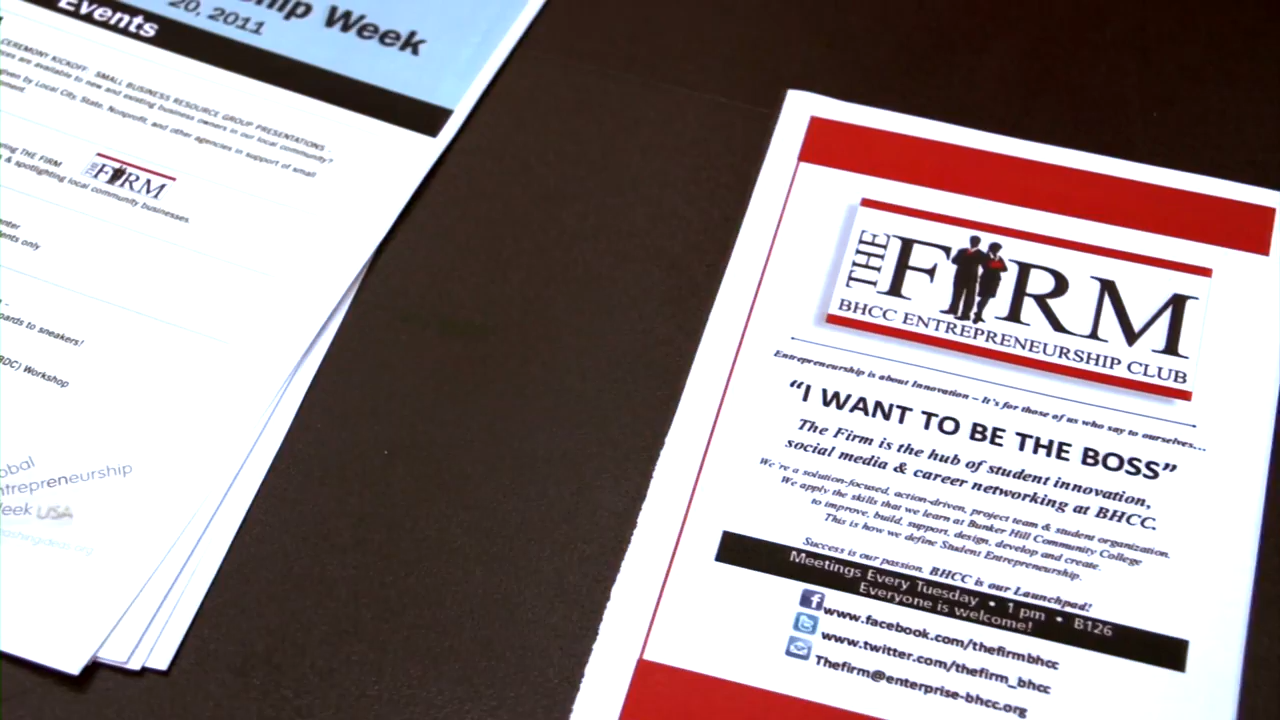 ship Week
20, 2011
Events
CEREMONY KICKOFF: SMALL BUSINESS RESOURCE GROUP PRESENTATIONS -
are available to new and existing business owners in our local community?
given by Local City, State, Nonprofit, and other agencies in support of small
THE FIRM
THE FIRM
& spotlighting local community businesses.
only
to sneakers!
Workshop
ntrepreneurship
eek USA
THE FIRM
BHCC ENTREPRENEURSHIP CLUB
Entrepreneurship is about Innovation – It's for those of us who say to ourselves...
“I WANT TO BE THE BOSS”
The Firm is the hub of student innovation,
social media & career networking at BHCC.
We're a solution-focused, action-driven, project team & student organization.
We apply the skills that we learn at Bunker Hill Community College
to improve, build, support, design, develop and create.
This is how we define Student Entrepreneurship.
Success is our passion. BHCC is our Launchpad!
Meetings Every Tuesday • 1 pm • B126
Everyone is welcome!
www.facebook.com/thefirmbhcc
www.twitter.com/thefirm_bhcc
Thefirm@enterprise-bhcc.org